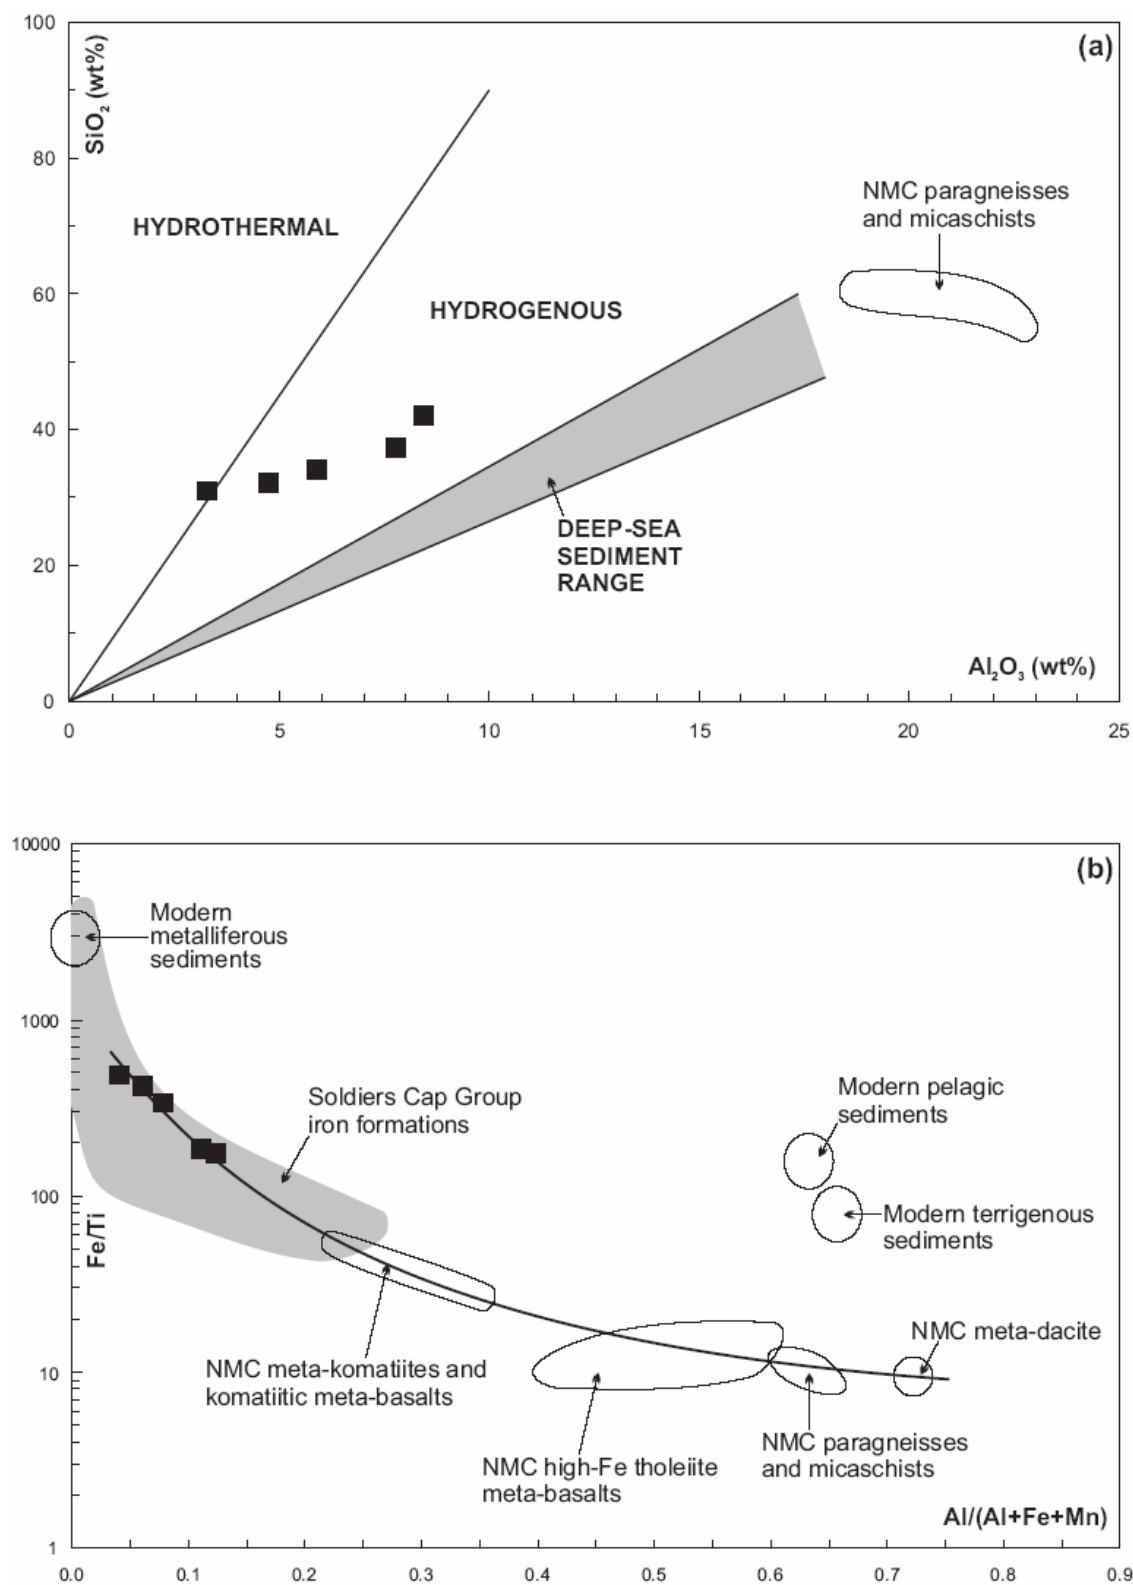 100
(a)
SiO₂ (wt%)
80
NMC paragneisses
and micaschists
HYDROTHERMAL
60
HYDROGENOUS
40
DEEP-SEA
SEDIMENT
RANGE
20
Al₂O₃ (wt%)
0
0 5 10 15 20 25
10000
(b)
Modern
metalliferous
sediments
1000
Modern pelagic
sediments
Soldiers Cap Group
iron formations
100
Fe/Ti
Modern terrigenous
sediments
NMC meta-dacite
10
NMC meta-komatiites and
komatiitic meta-basalts
NMC high-Fe tholeiite
meta-basalts
NMC paragneisses
and micaschists
Al/(Al+Fe+Mn)
1
0.0 0.1 0.2 0.3 0.4 0.5 0.6 0.7 0.8 0.9